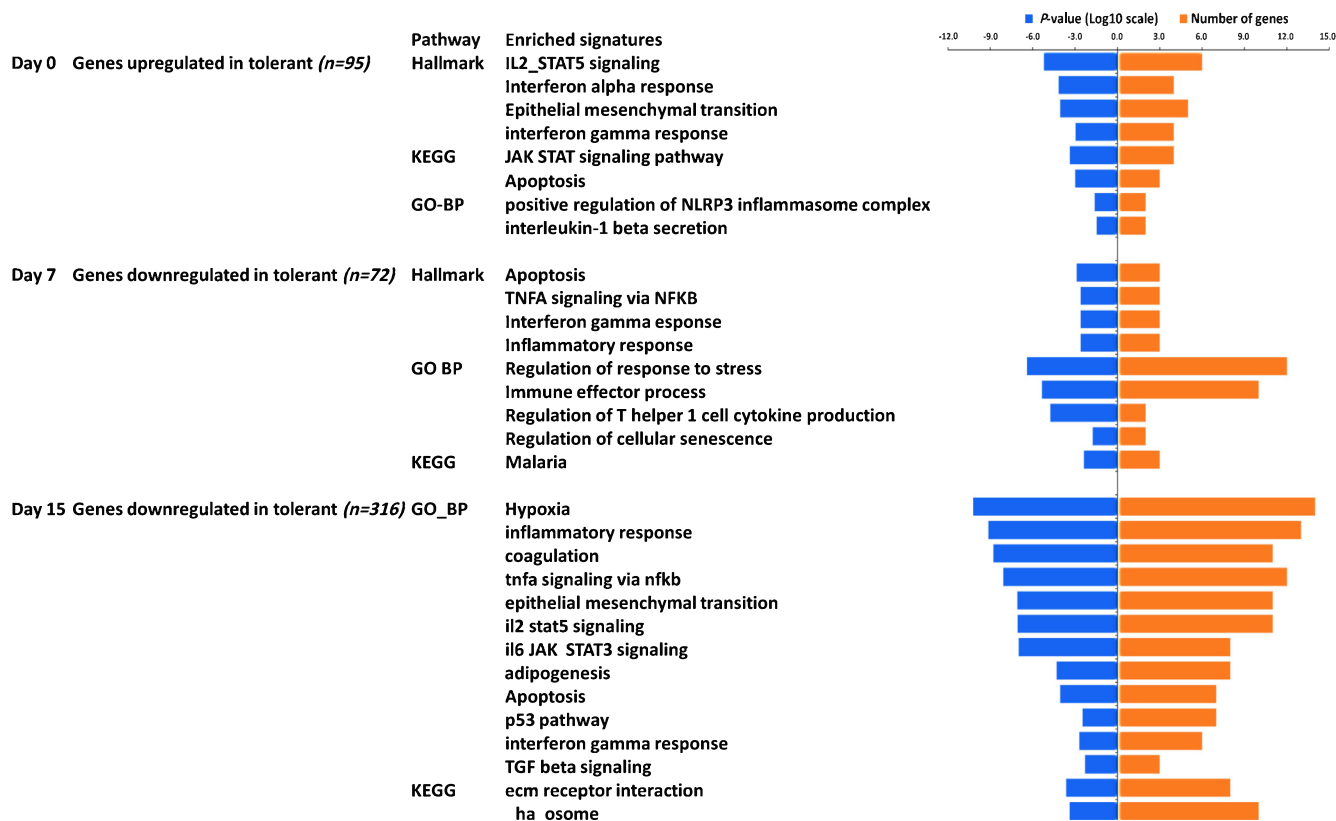 P-value (Log10 scale) Number of genes
-12.0 -9.0 -6.0 -3.0 0.0 3.0 6.0 9.0 12.0 15.0
Pathway Enriched signatures
Day 0 Genes upregulated in tolerant (n=95) Hallmark IL2_STAT5 signaling
Interferon alpha response
Epithelial mesenchymal transition
interferon gamma response
KEGG JAK STAT signaling pathway
Apoptosis
GO-BP positive regulation of NLRP3 inflammasome complex
interleukin-1 beta secretion
Day 7 Genes downregulated in tolerant (n=72) Hallmark Apoptosis
TNFA signaling via NFKB
Interferon gamma esponse
Inflammatory response
GO BP Regulation of response to stress
Immune effector process
Regulation of T helper 1 cell cytokine production
Regulation of cellular senescence
KEGG Malaria
Day 15 Genes downregulated in tolerant (n=316) GO_BP Hypoxia
inflammatory response
coagulation
tnfa signaling via nfkb
epithelial mesenchymal transition
il2 stat5 signaling
il6 JAK STAT3 signaling
adipogenesis
Apoptosis
p53 pathway
interferon gamma response
TGF beta signaling
KEGG ecm receptor interaction
ha osome